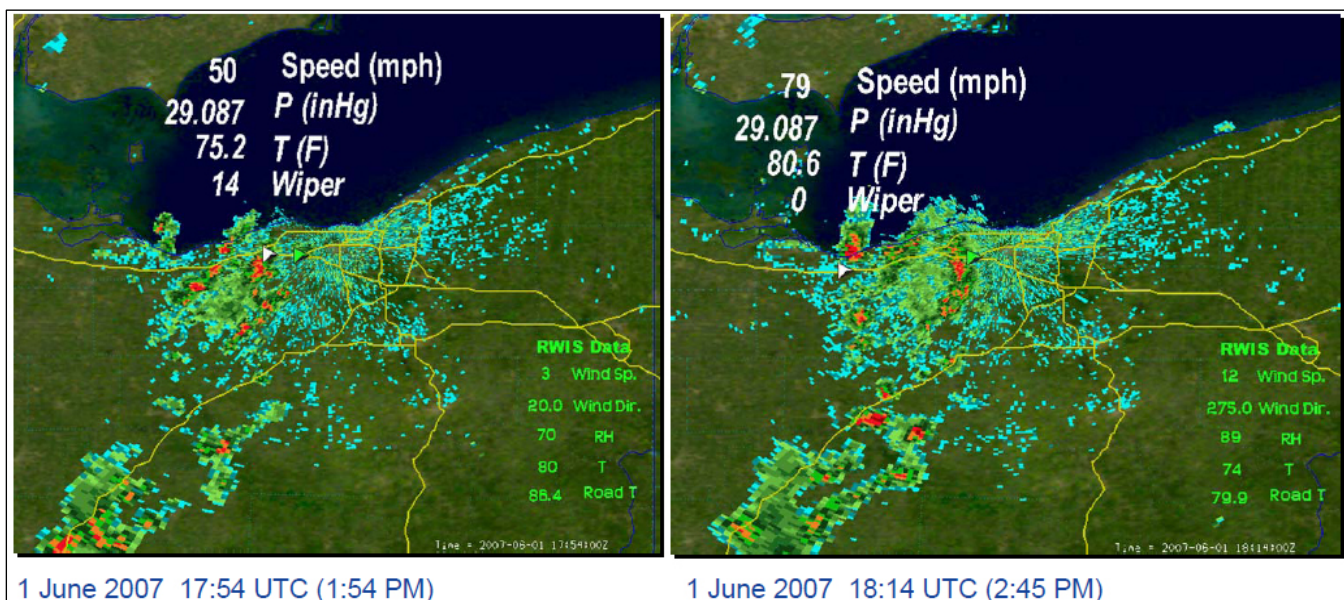 50 Speed (mph)
29.087 P (inHg)
75.2 T (F)
14 Wiper
RWIS Data
3 Wind Sp.
20.0 Wind Dir.
70 RH
80 T
86.4 Road T
Time = 2007-06-01 17:54:00Z
1 June 2007 17:54 UTC (1:54 PM)
79 Speed (mph)
29.087 P (inHg)
80.6 T (F)
0 Wiper
RWIS Data
12 Wind Sp.
275.0 Wind Dir.
89 RH
74 T
79.9 Road T
Time = 2007-06-01 18:14:00Z
1 June 2007 18:14 UTC (2:45 PM)